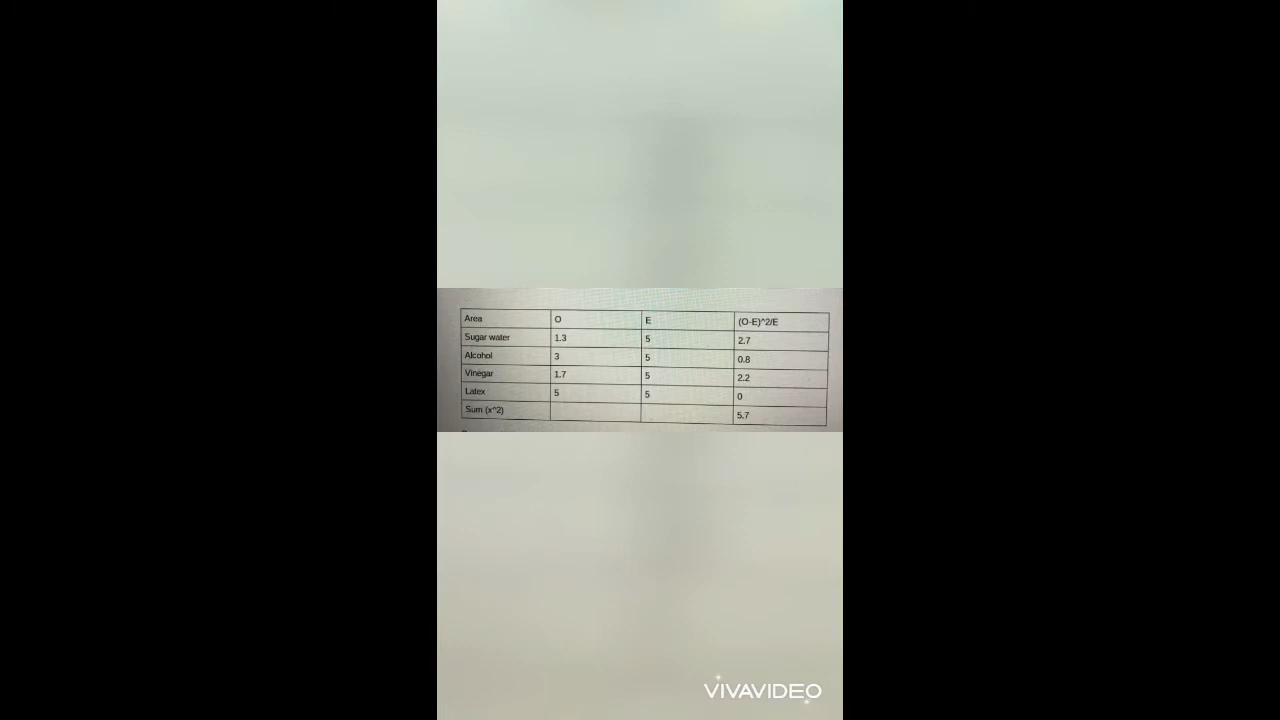 Area O E (O-E)^2/E
Sugar water 1.3 5 2.7
Alcohol 3 5 0.8
Vinegar 1.7 5 2.2
Latex 5 5 0
Sum (x^2) 5.7
VIVAVIDEO